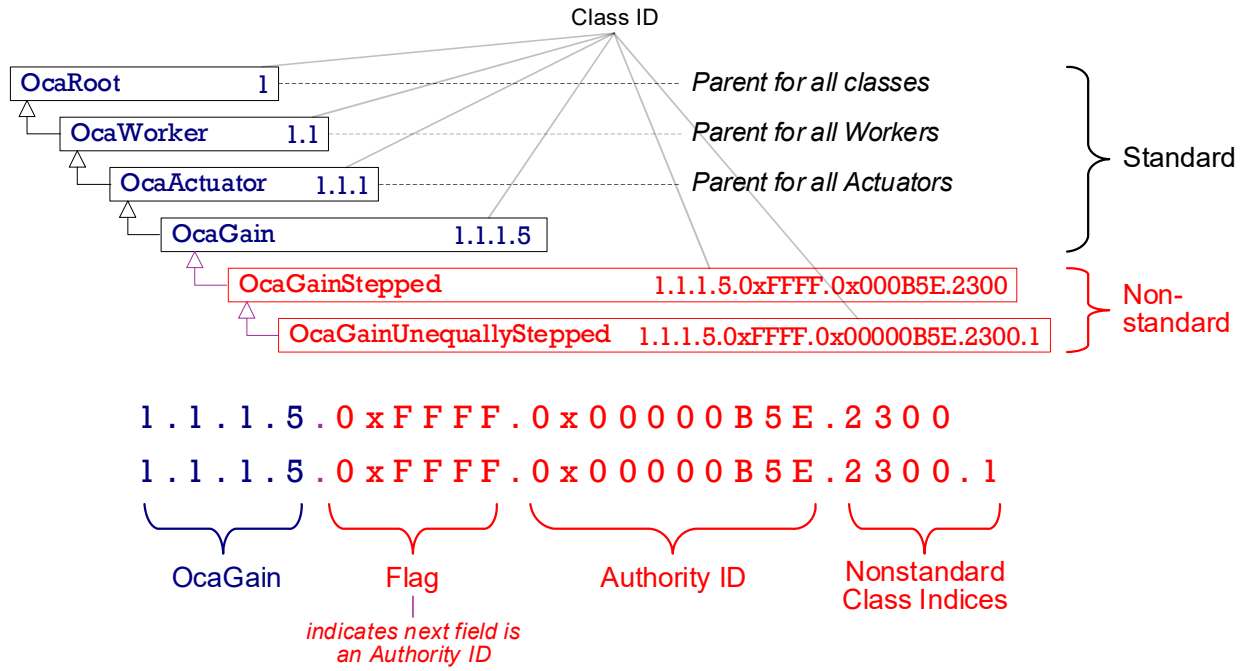 Class ID
OcaRoot 1 Parent for all classes
OcaWorker 1.1 Parent for all Workers
OcaActuator 1.1.1 Parent for all Actuators
Standard
OcaGain 1.1.1.5
OcaGainStepped 1.1.1.5.0xFFFF.0x000B5E.2300
OcaGainUnequallyStepped 1.1.1.5.0xFFFF.0x00000B5E.2300.1
Non-
standard
1.1.1.5.0xFFFF.0x00000B5E.2300
1.1.1.5.0xFFFF.0x00000B5E.2300.1
OcaGain
Flag
indicates next field is
an Authority ID
Authority ID
Nonstandard
Class Indices